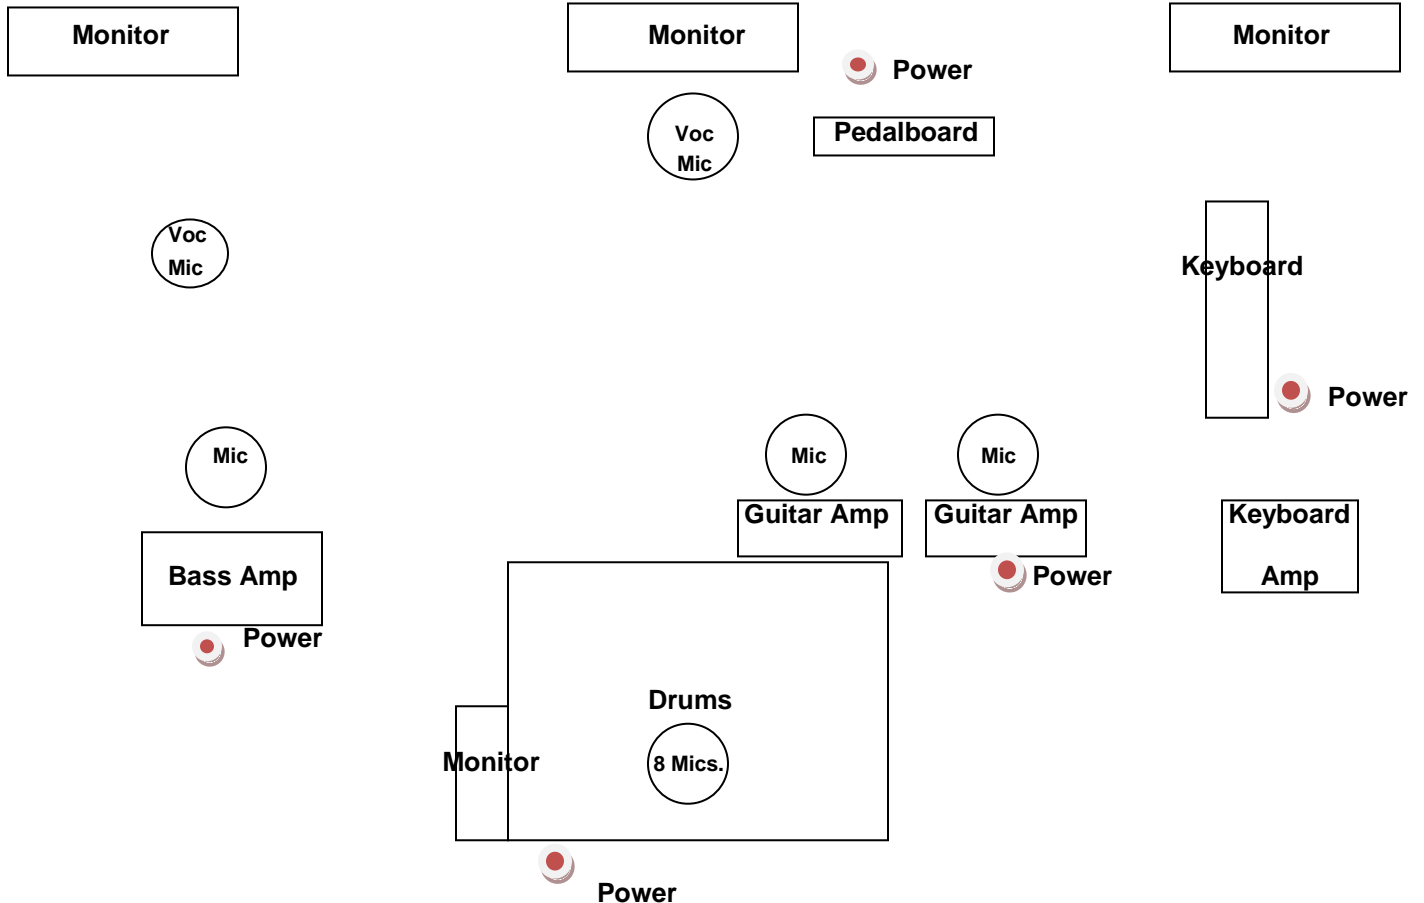 Monitor
Monitor
Monitor
Power
Voc
Mic
Pedalboard
Voc
Mic
Keyboard
Power
Mic
Mic
Mic
Guitar Amp
Guitar Amp
Keyboard
Amp
Bass Amp
Power
Power
Drums
Monitor
8 Mics.
Power